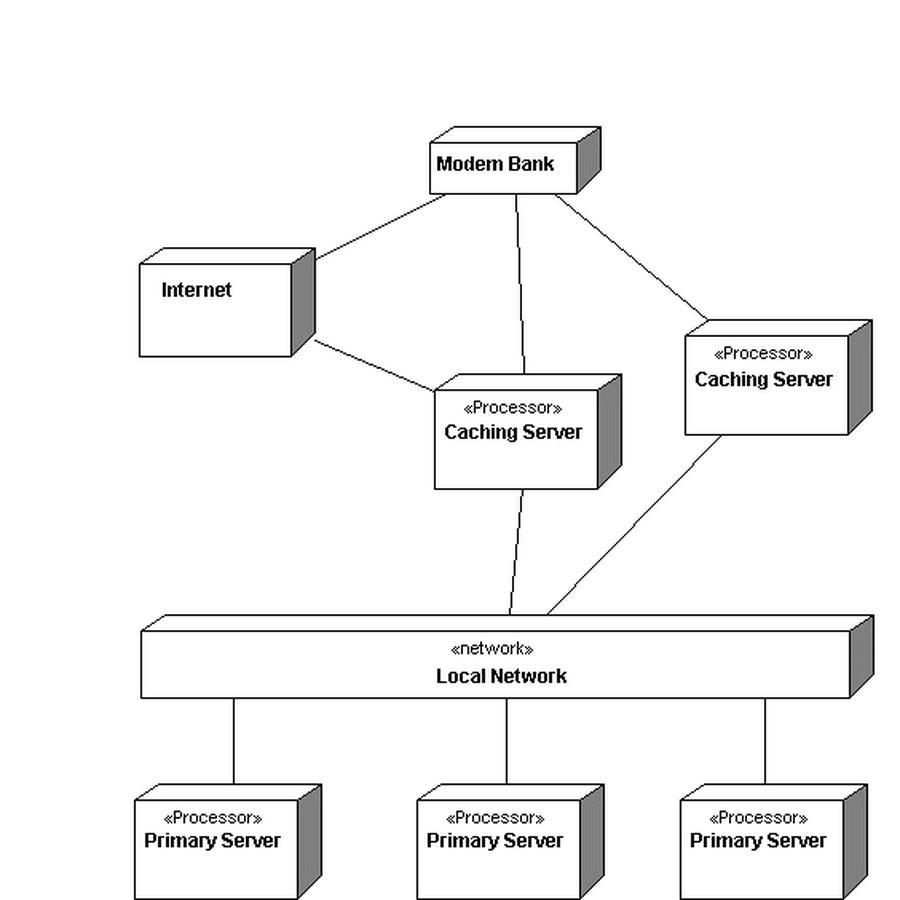 Modem Bank
Internet
«Processor»
Caching Server
«Processor»
Caching Server
«network»
Local Network
«Processor»
Primary Server
«Processor»
Primary Server
«Processor»
Primary Server